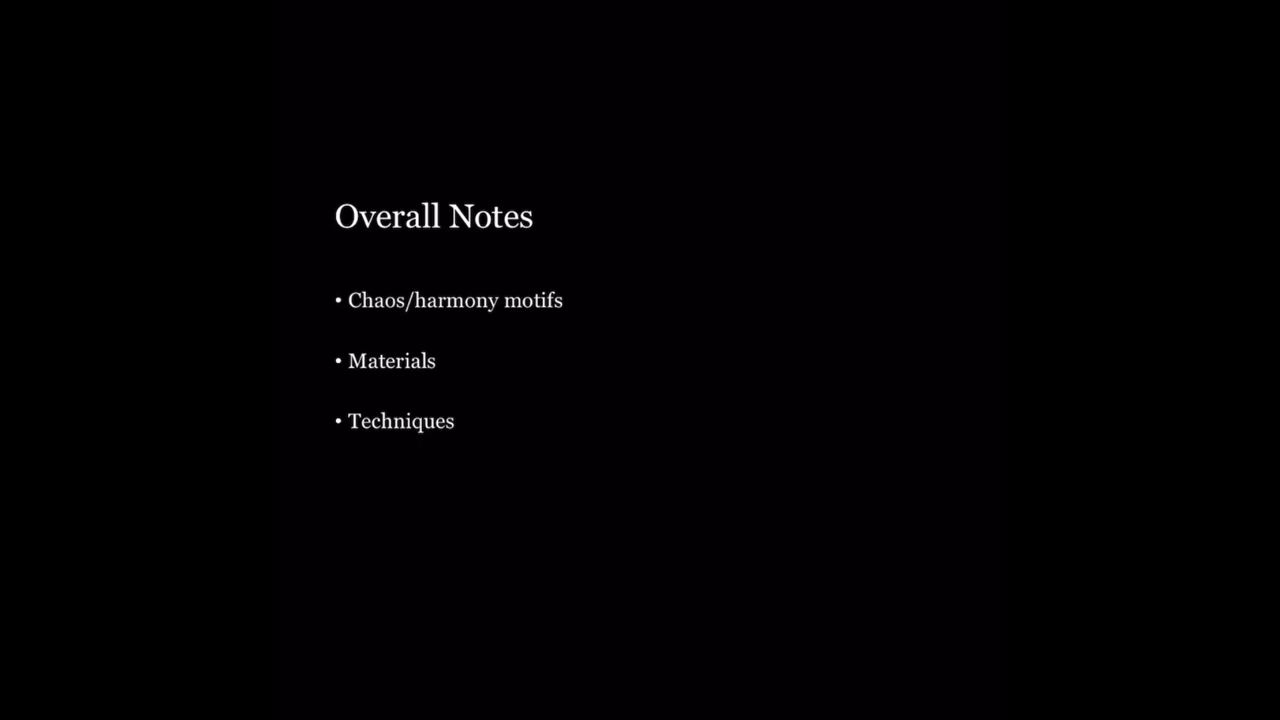 Overall Notes
• Chaos/harmony motifs
• Materials
• Techniques